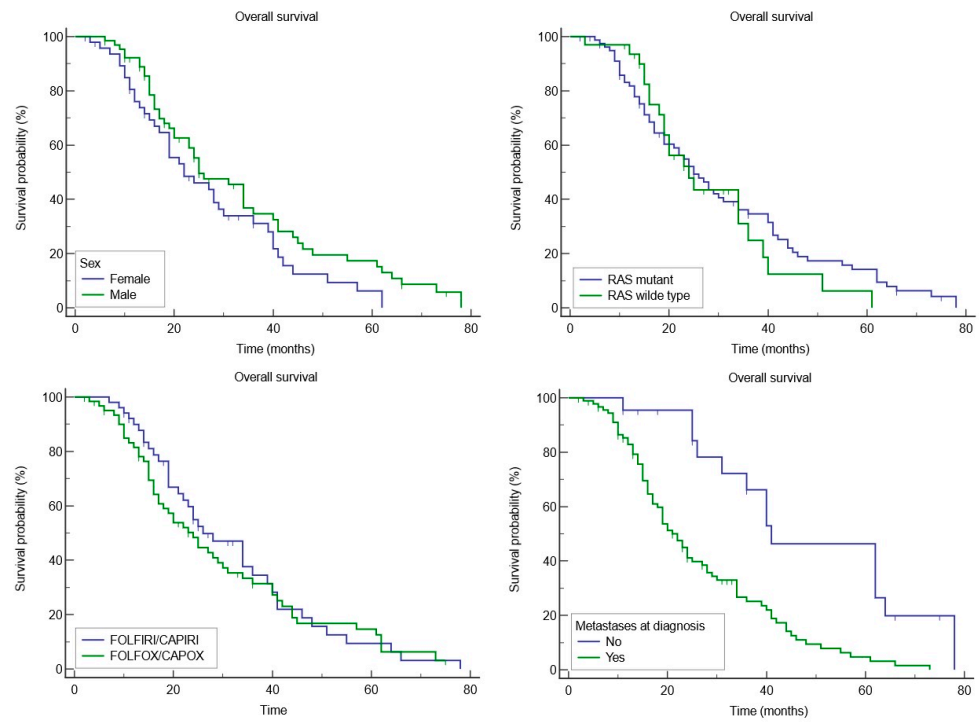 Overall survival
Survival probability (%)
100
80
60
40
20
0
Sex
Female
Male
0 20 40 60 80
Time (months)
Overall survival
Survival probability (%)
100
80
60
40
20
0
RAS mutant
RAS wilde type
0 20 40 60 80
Time (months)
Overall survival
Survival probability (%)
100
80
60
40
20
0
FOLFIRI/CAPIRI
FOLFOX/CAPOX
0 20 40 60 80
Time
Overall survival
Survival probability (%)
100
80
60
40
20
0
Metastases at diagnosis
No
Yes
0 20 40 60 80
Time (months)